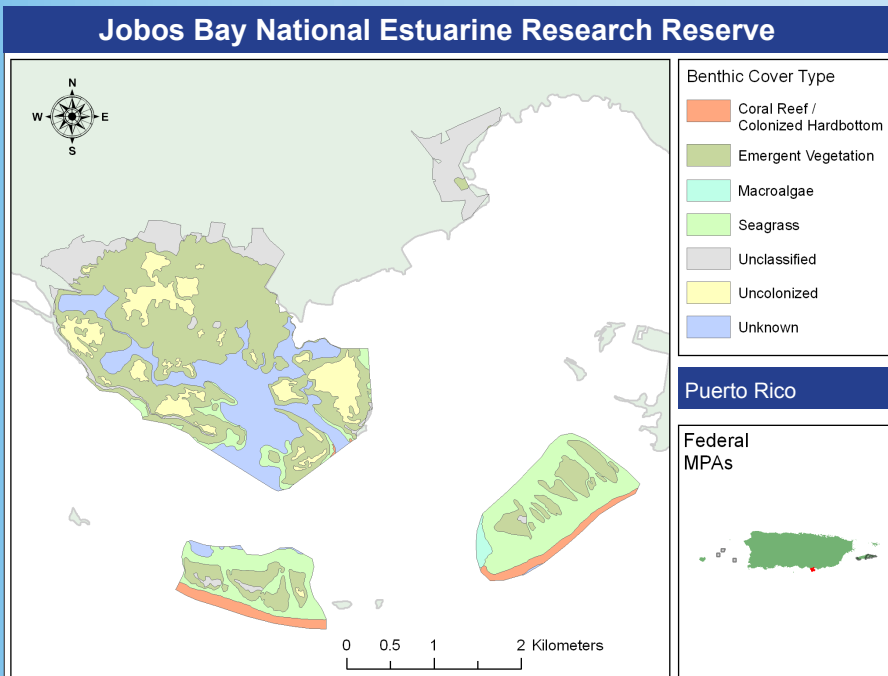 Jobos Bay National Estuarine Research Reserve
N
W E
S
Benthic Cover Type
Coral Reef /
Colonized Hardbottom
Emergent Vegetation
Macroalgae
Seagrass
Unclassified
Uncolonized
Unknown
Puerto Rico
Federal
MPAs
0 0.5 1 2 Kilometers